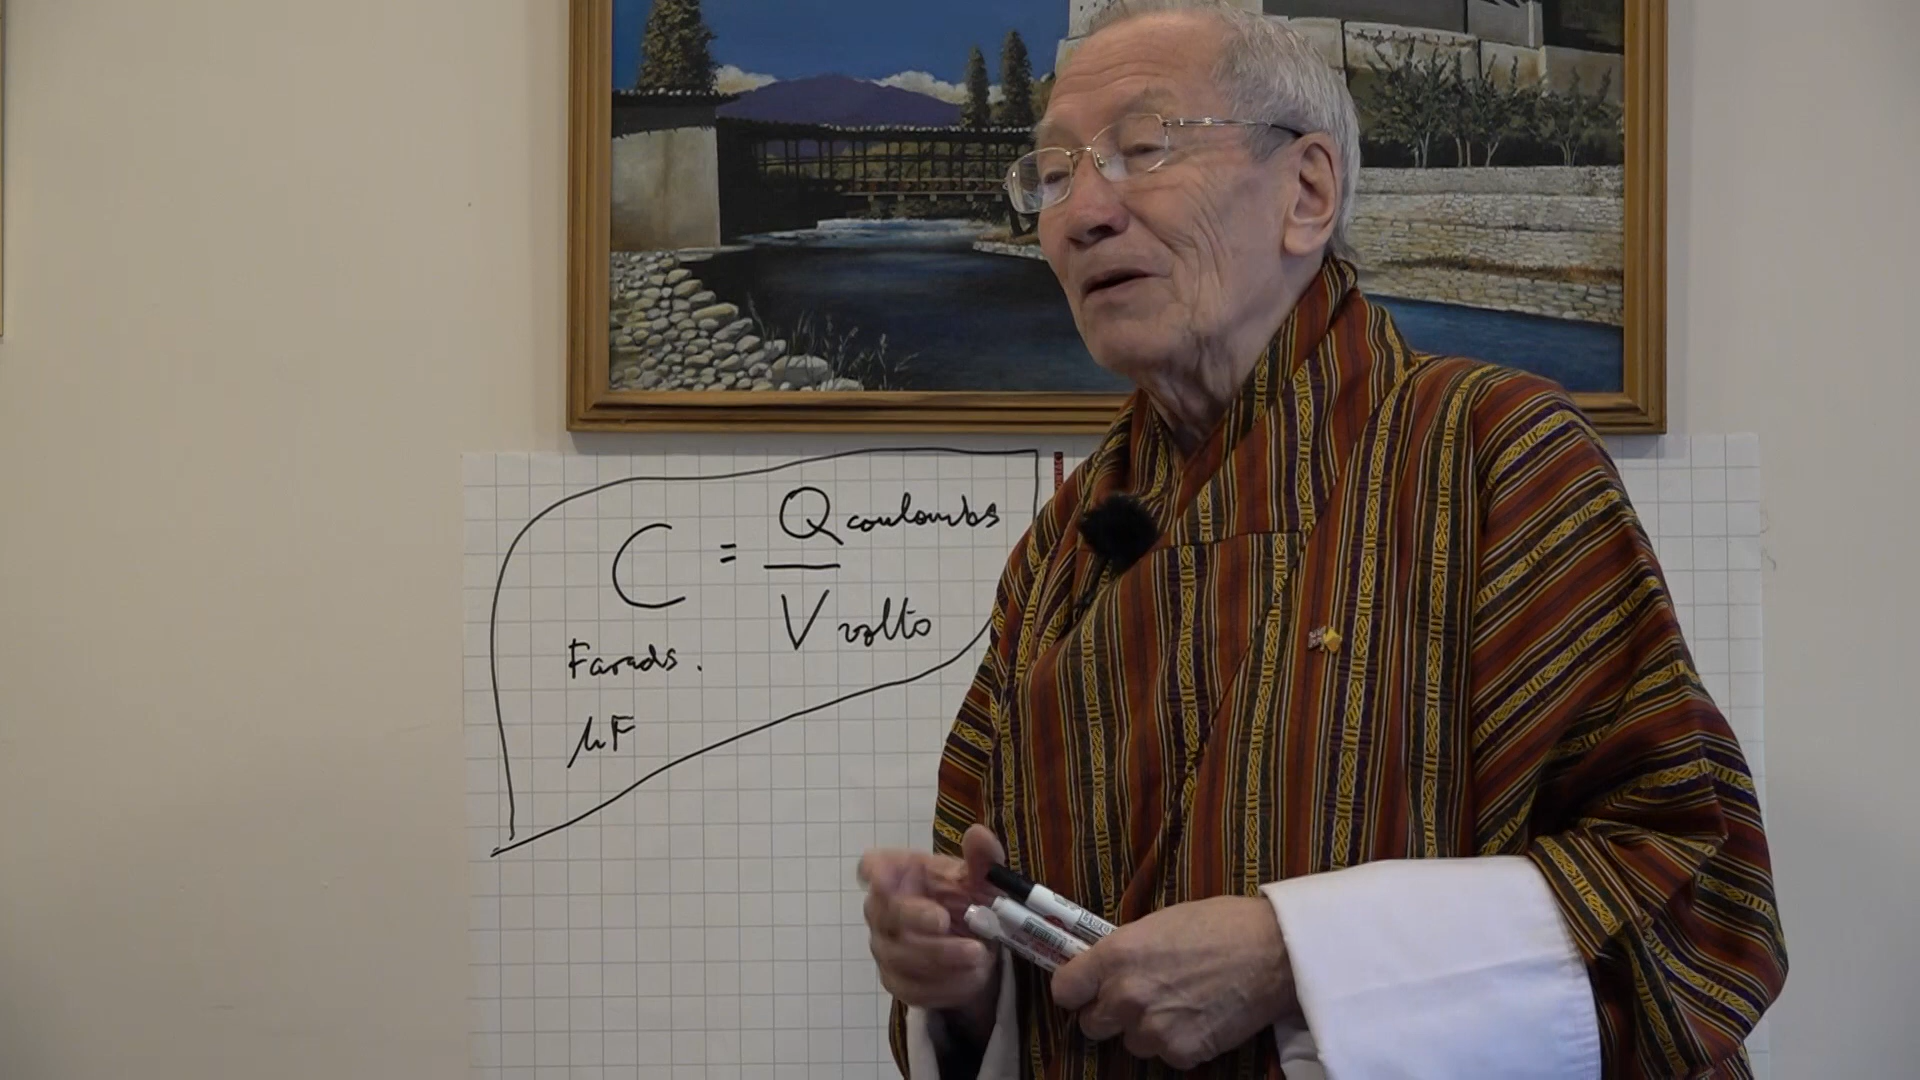 C = Q coulombs
V volts
Farads.
µF